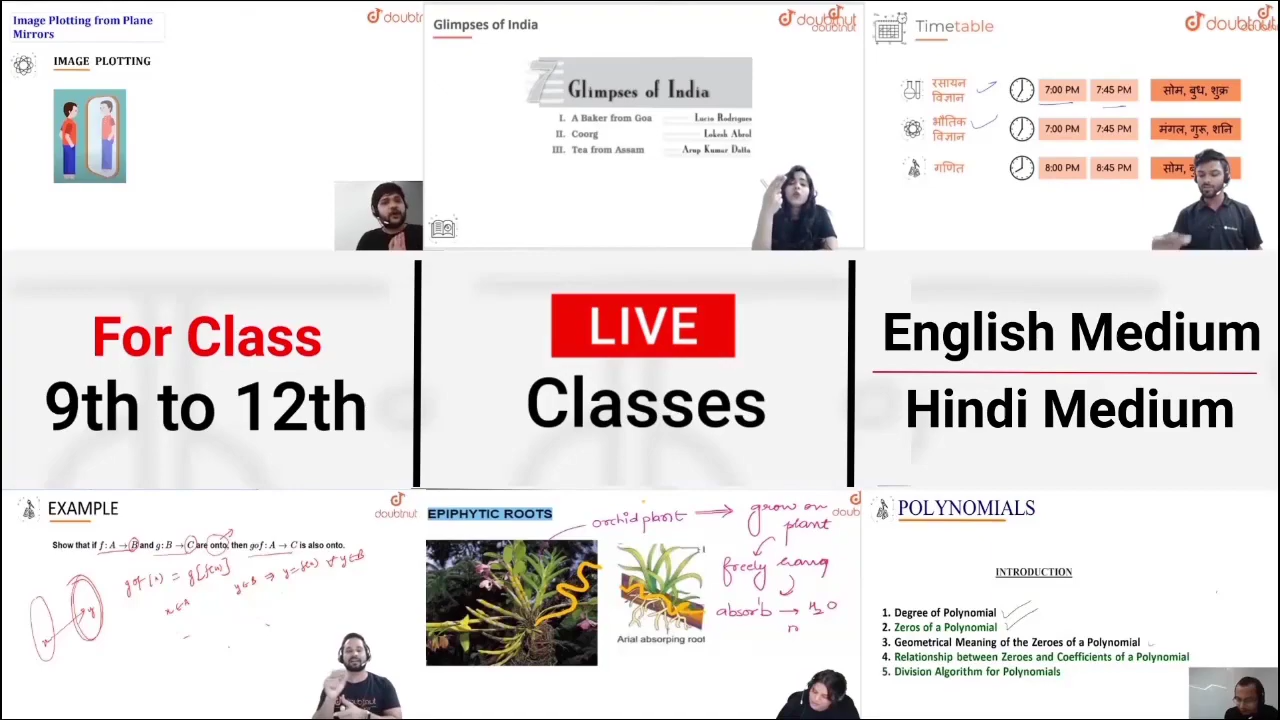 Image Plotting from Plane
Mirrors
doubtnut
IMAGE PLOTTING
Glimpses of India
doubtnut
doubtnut
7 Glimpses of India
I. A Baker from Goa Lucio Rodrigues
II. Coorg Lokesh Abrol
III. Tea from Assam Arup Kumar Datta
Timetable
doubtnut
रसायन
विज्ञान
7:00 PM 7:45 PM सोम, बुध, शुक्र
भौतिक
विज्ञान
7:00 PM 7:45 PM मंगल, गुरु, शनि
गणित 8:00 PM 8:45 PM सोम,
For Class
9th to 12th
LIVE
Classes
English Medium
Hindi Medium
EXAMPLE
doubtnut
Show that if f : A → B and g : B → C are onto, then gof : A → C is also onto.
gof(x) = g[f(x)]
x ∈ A
y ∈ B ⇒ y = f(x) ∀ y ∈ B
x y
EPIPHYTIC ROOTS
doub
orchid plant ⟹ grow on
plant
freely hang
absorb → H2O
Arial absorping root
POLYNOMIALS
INTRODUCTION
1. Degree of Polynomial
2. Zeros of a Polynomial
3. Geometrical Meaning of the Zeroes of a Polynomial
4. Relationship between Zeroes and Coefficients of a Polynomial
5. Division Algorithm for Polynomials